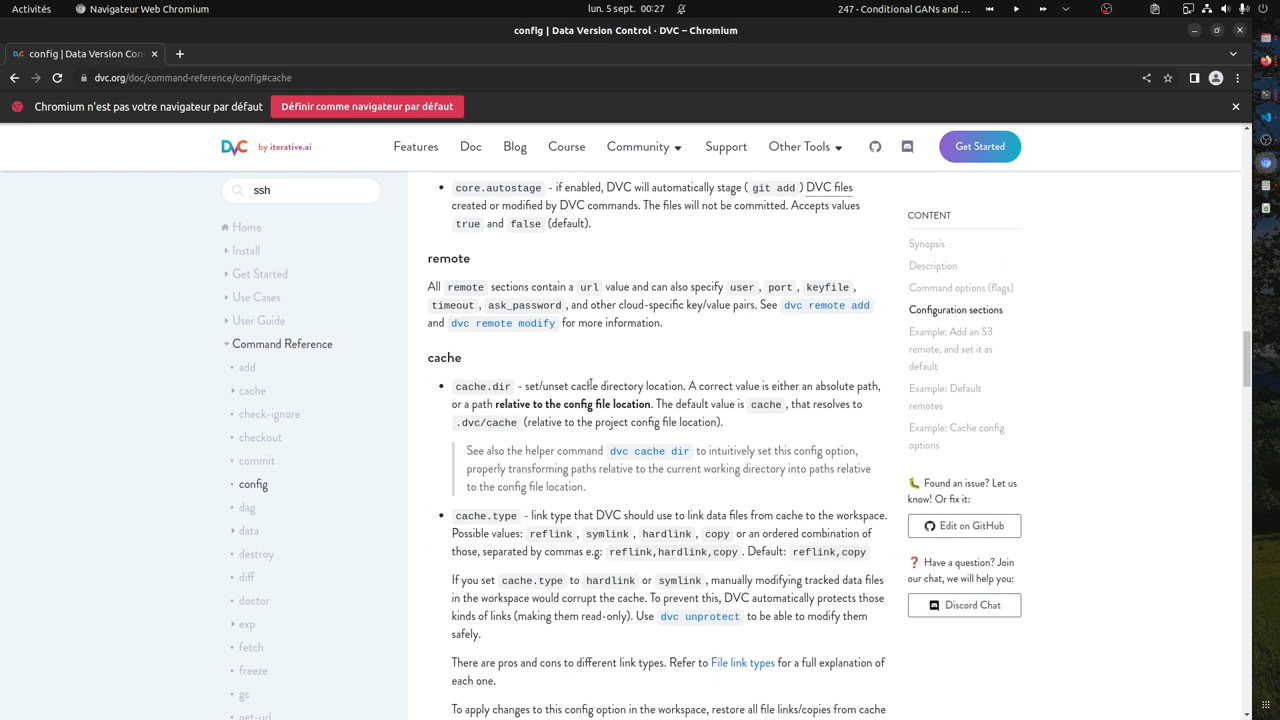 Activités
Navigateur Web Chromium
lun. 5 sept. 00:27
247 - Conditional GANs and ...
config | Data Version Control · DVC – Chromium
config | Data Version Cont
dvc.org/doc/command-reference/config#cache
Chromium n'est pas votre navigateur par défaut
Définir comme navigateur par défaut
DVC by iterative.ai
Features
Doc
Blog
Course
Community
Support
Other Tools
Get Started
ssh
Home
Install
Get Started
Use Cases
User Guide
Command Reference
add
cache
check-ignore
checkout
commit
config
dag
data
destroy
diff
doctor
exp
fetch
freeze
gc
get-url
core.autostage - if enabled, DVC will automatically stage ( git add ) DVC files
created or modified by DVC commands. The files will not be committed. Accepts values
true and false (default).
remote
All remote sections contain a url value and can also specify user, port, keyfile,
timeout, ask_password, and other cloud-specific key/value pairs. See dvc remote add
and dvc remote modify for more information.
cache
cache.dir - set/unset cache directory location. A correct value is either an absolute path,
or a path relative to the config file location. The default value is cache, that resolves to
.dvc/cache (relative to the project config file location).
See also the helper command dvc cache dir to intuitively set this config option,
properly transforming paths relative to the current working directory into paths relative
to the config file location.
cache.type - link type that DVC should use to link data files from cache to the workspace.
Possible values: reflink, symlink, hardlink, copy or an ordered combination of
those, separated by commas e.g: reflink,hardlink,copy. Default: reflink,copy
If you set cache.type to hardlink or symlink, manually modifying tracked data files
in the workspace would corrupt the cache. To prevent this, DVC automatically protects those
kinds of links (making them read-only). Use dvc unprotect to be able to modify them
safely.
There are pros and cons to different link types. Refer to File link types for a full explanation of
each one.
To apply changes to this config option in the workspace, restore all file links/copies from cache
CONTENT
Synopsis
Description
Command options (flags)
Configuration sections
Example: Add an S3
remote, and set it as
default
Example: Default
remotes
Example: Cache config
options
🐛 Found an issue? Let us
know! Or fix it:
Edit on GitHub
❓ Have a question? Join
our chat, we will help you:
Discord Chat